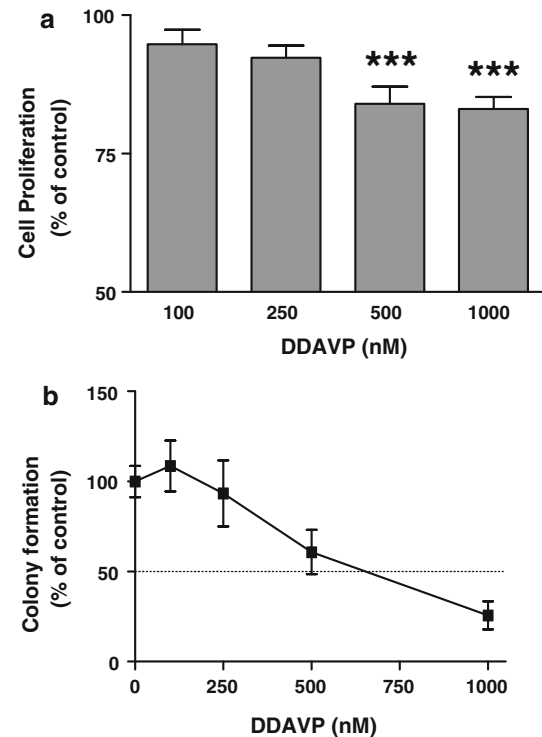 a
Cell Proliferation
(% of control)
100
75
50
***
***
100 250 500 1000
DDAVP (nM)
b
Colony formation
(% of control)
150
100
50
0
0 250 500 750 1000
DDAVP (nM)